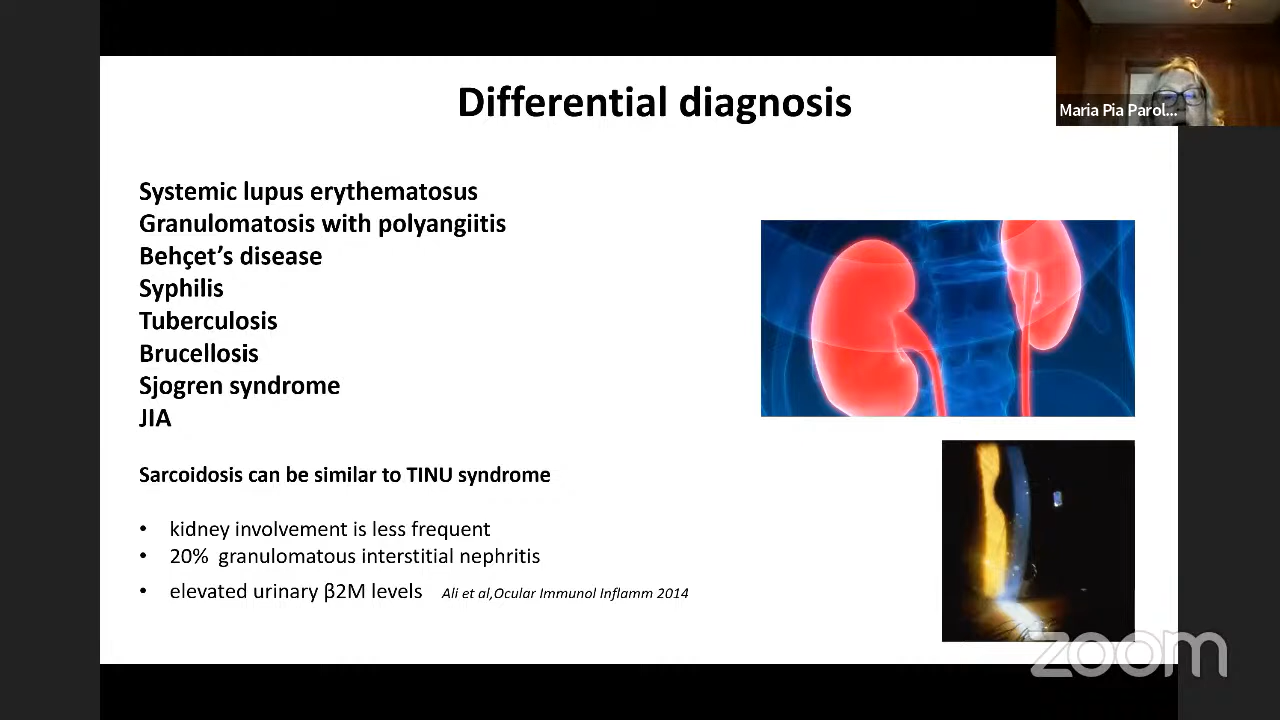 Differential diagnosis
Maria Pia Parol...
Systemic lupus erythematosus
Granulomatosis with polyangiitis
Behçet's disease
Syphilis
Tuberculosis
Brucellosis
Sjogren syndrome
JIA
Sarcoidosis can be similar to TINU syndrome
• kidney involvement is less frequent
• 20% granulomatous interstitial nephritis
• elevated urinary β2M levels Ali et al,Ocular Immunol Inflamm 2014
zoom